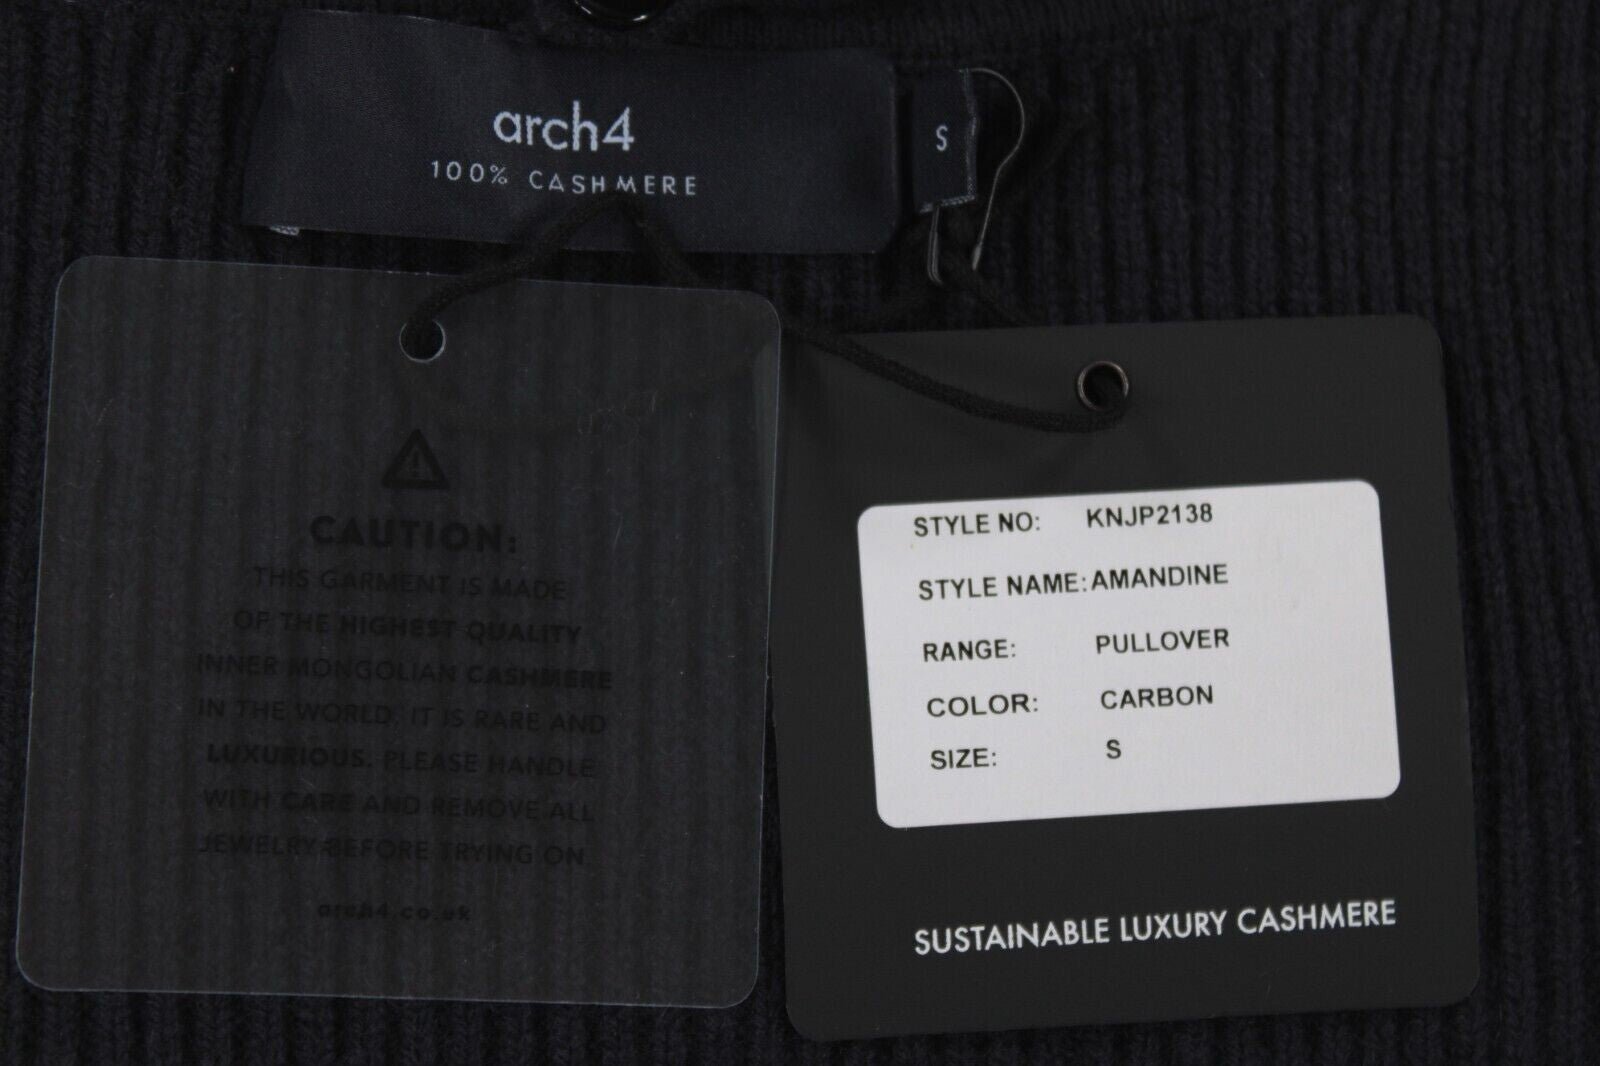 arch4
100% CASHMERE
S
CAUTION:
THIS GARMENT IS MADE
OF THE HIGHEST QUALITY
INNER MONGOLIAN CASHMERE
IN THE WORLD. IT IS RARE AND
LUXURIOUS. PLEASE HANDLE
WITH CARE AND REMOVE ALL
JEWELRY BEFORE TRYING ON
arch4.co.uk
STYLE NO: KNJP2138
STYLE NAME: AMANDINE
RANGE: PULLOVER
COLOR: CARBON
SIZE: S
SUSTAINABLE LUXURY CASHMERE